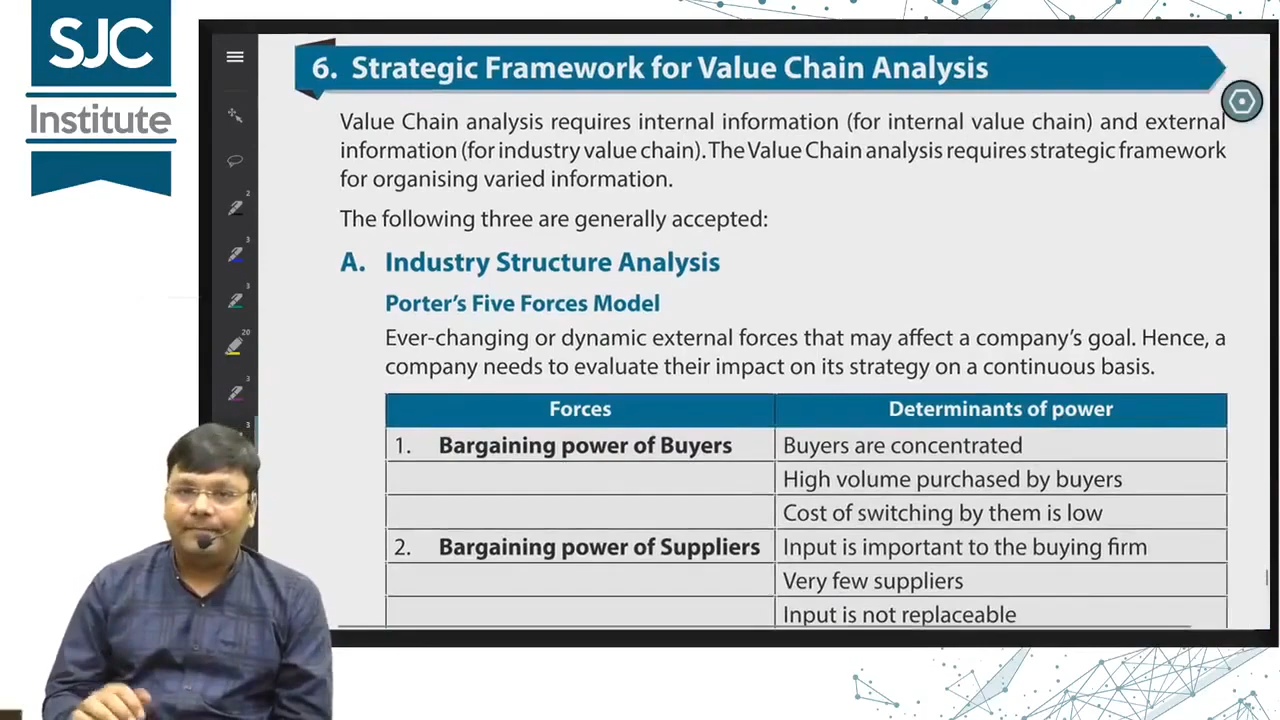 SJC
Institute
6. Strategic Framework for Value Chain Analysis
Value Chain analysis requires internal information (for internal value chain) and external
information (for industry value chain). The Value Chain analysis requires strategic framework
for organising varied information.
The following three are generally accepted:
A. Industry Structure Analysis
Porter's Five Forces Model
Ever-changing or dynamic external forces that may affect a company's goal. Hence, a
company needs to evaluate their impact on its strategy on a continuous basis.
Forces Determinants of power
1. Bargaining power of Buyers Buyers are concentrated
High volume purchased by buyers
Cost of switching by them is low
2. Bargaining power of Suppliers Input is important to the buying firm
Very few suppliers
Input is not replaceable
2
3
3
20
3
3